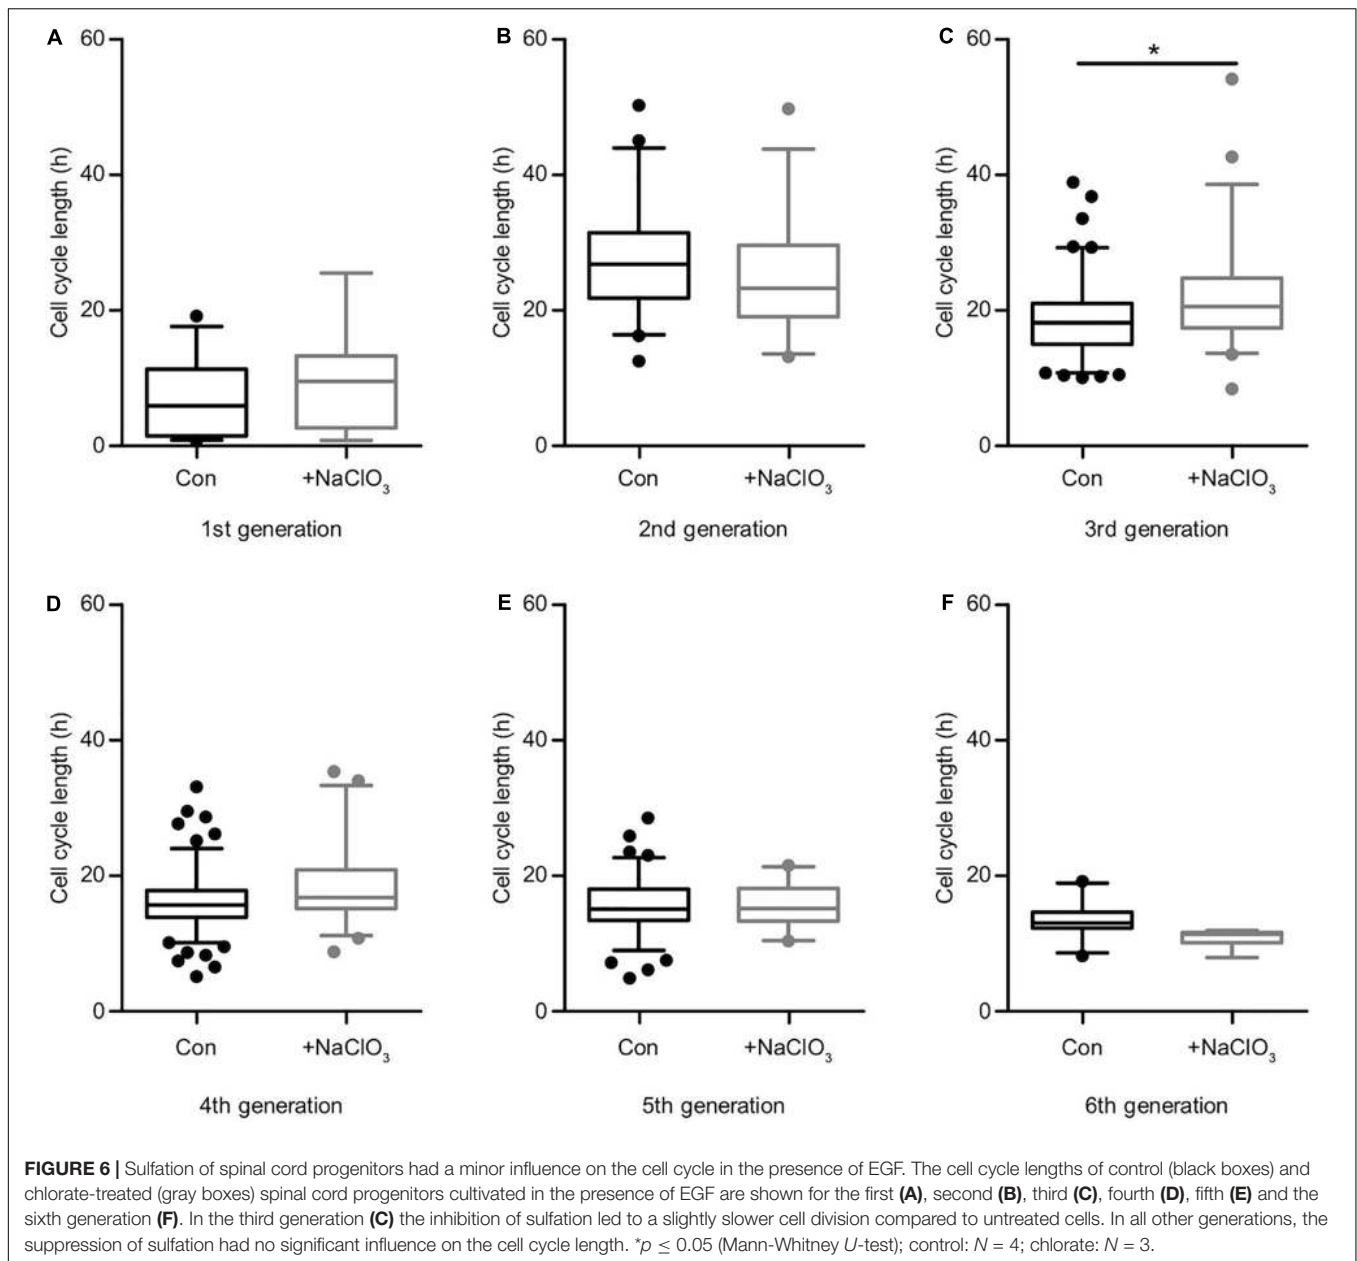 A
60
40
20
0
Cell cycle length (h)
Con
+NaClO3
1st generation
B
60
40
20
0
Cell cycle length (h)
Con
+NaClO3
2nd generation
C
60
40
20
0
Cell cycle length (h)
*
Con
+NaClO3
3rd generation
D
60
40
20
0
Cell cycle length (h)
Con
+NaClO3
4th generation
E
60
40
20
0
Cell cycle length (h)
Con
+NaClO3
5th generation
F
60
40
20
0
Cell cycle length (h)
Con
+NaClO3
6th generation
FIGURE 6 | Sulfation of spinal cord progenitors had a minor influence on the cell cycle in the presence of EGF. The cell cycle lengths of control (black boxes) and
chlorate-treated (gray boxes) spinal cord progenitors cultivated in the presence of EGF are shown for the first (A), second (B), third (C), fourth (D), fifth (E) and the
sixth generation (F). In the third generation (C) the inhibition of sulfation led to a slightly slower cell division compared to untreated cells. In all other generations, the
suppression of sulfation had no significant influence on the cell cycle length. *p ≤ 0.05 (Mann-Whitney U-test); control: N = 4; chlorate: N = 3.